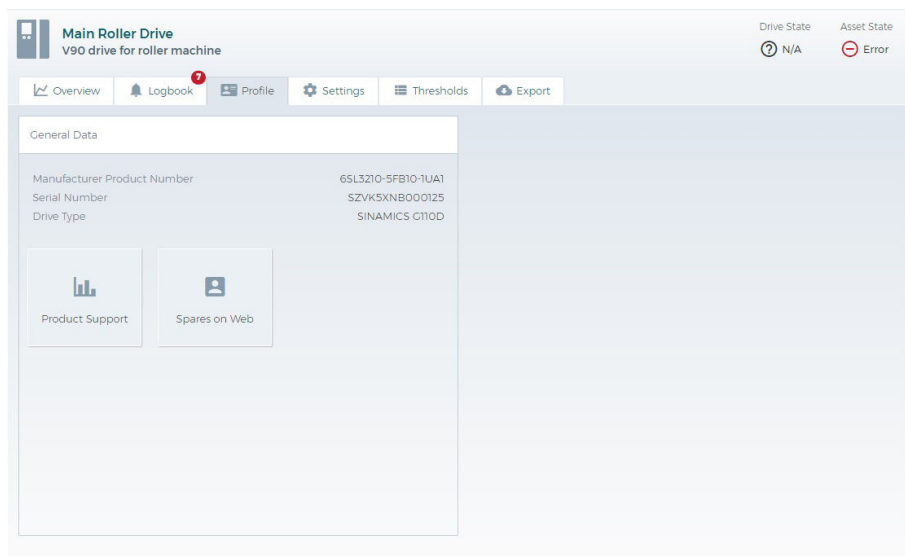 Main Roller Drive
V90 drive for roller machine
Drive State
N/A
Asset State
Error
Overview
Logbook
7
Profile
Settings
Thresholds
Export
General Data
Manufacturer Product Number 6SL3210-5FB10-1UA1
Serial Number SZVK5XNB000125
Drive Type SINAMICS G110D
Product Support
Spares on Web